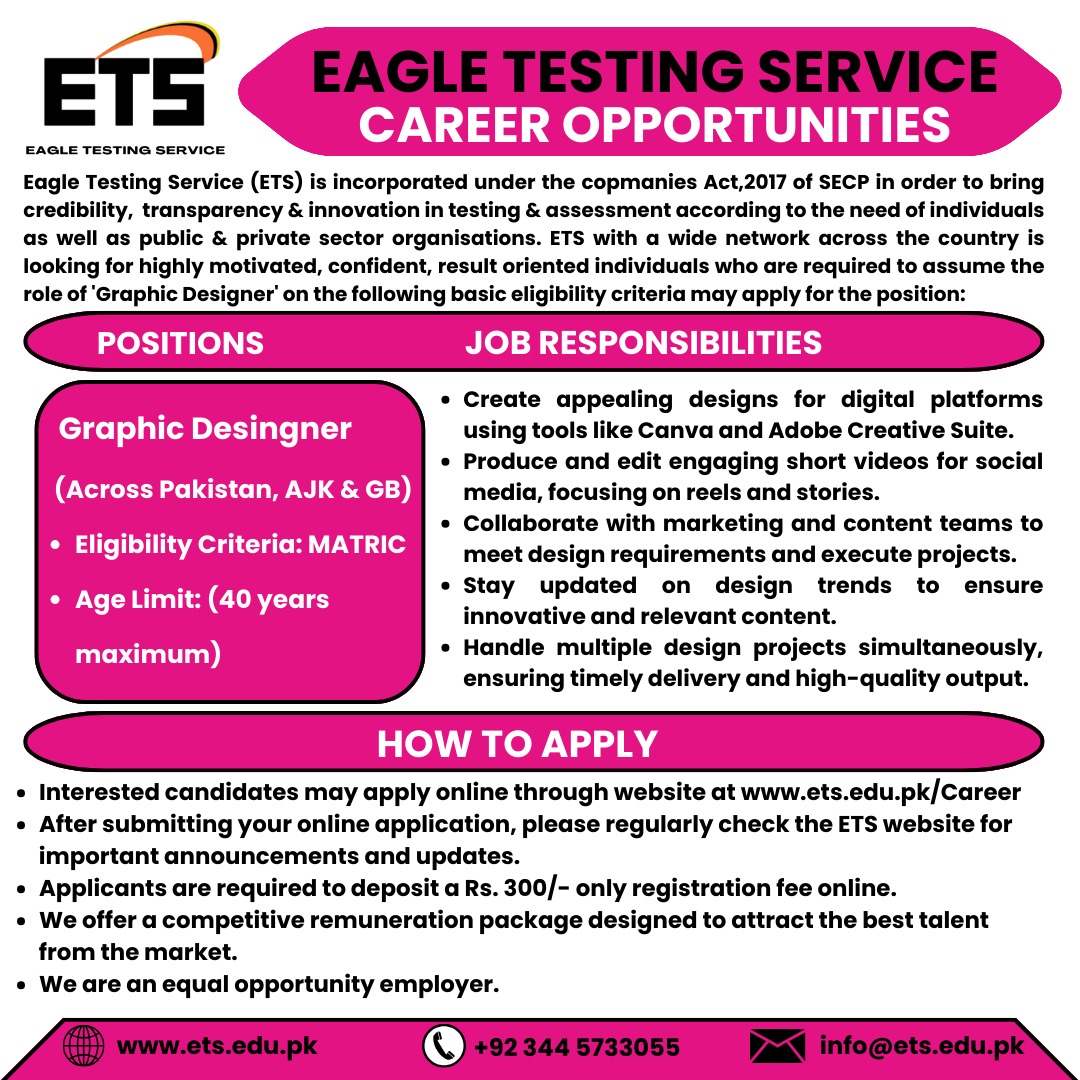 ETS
EAGLE TESTING SERVICE
EAGLE TESTING SERVICE
CAREER OPPORTUNITIES
Eagle Testing Service (ETS) is incorporated under the copmanies Act,2017 of SECP in order to bring
credibility, transparency & innovation in testing & assessment according to the need of individuals
as well as public & private sector organisations. ETS with a wide network across the country is
looking for highly motivated, confident, result oriented individuals who are required to assume the
role of 'Graphic Designer' on the following basic eligibility criteria may apply for the position:
POSITIONS
Graphic Desingner
(Across Pakistan, AJK & GB)
• Eligibility Criteria: MATRIC
• Age Limit: (40 years
maximum)
JOB RESPONSIBILITIES
• Create appealing designs for digital platforms
using tools like Canva and Adobe Creative Suite.
• Produce and edit engaging short videos for social
media, focusing on reels and stories.
• Collaborate with marketing and content teams to
meet design requirements and execute projects.
• Stay updated on design trends to ensure
innovative and relevant content.
• Handle multiple design projects simultaneously,
ensuring timely delivery and high-quality output.
HOW TO APPLY
• Interested candidates may apply online through website at www.ets.edu.pk/Career
• After submitting your online application, please regularly check the ETS website for
important announcements and updates.
• Applicants are required to deposit a Rs. 300/- only registration fee online.
• We offer a competitive remuneration package designed to attract the best talent
from the market.
• We are an equal opportunity employer.
www.ets.edu.pk
+92 344 5733055
info@ets.edu.pk